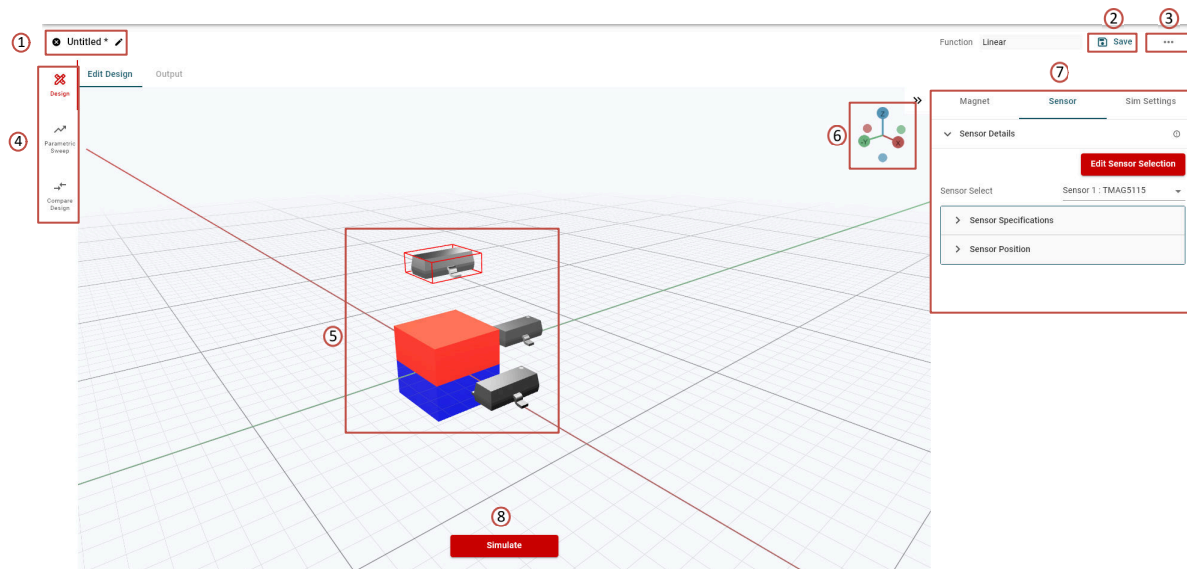 ②
③
①
Untitled *
Function
Linear
Save
...
⑦
④
Design
Parametric
Sweep
Compare
Design
Edit Design
Output
⑥
Z
-Y
X
Magnet
Sensor
Sim Settings
Sensor Details
Edit Sensor Selection
Sensor Select
Sensor 1 : TMAG5115
Sensor Specifications
Sensor Position
⑤
⑧
Simulate